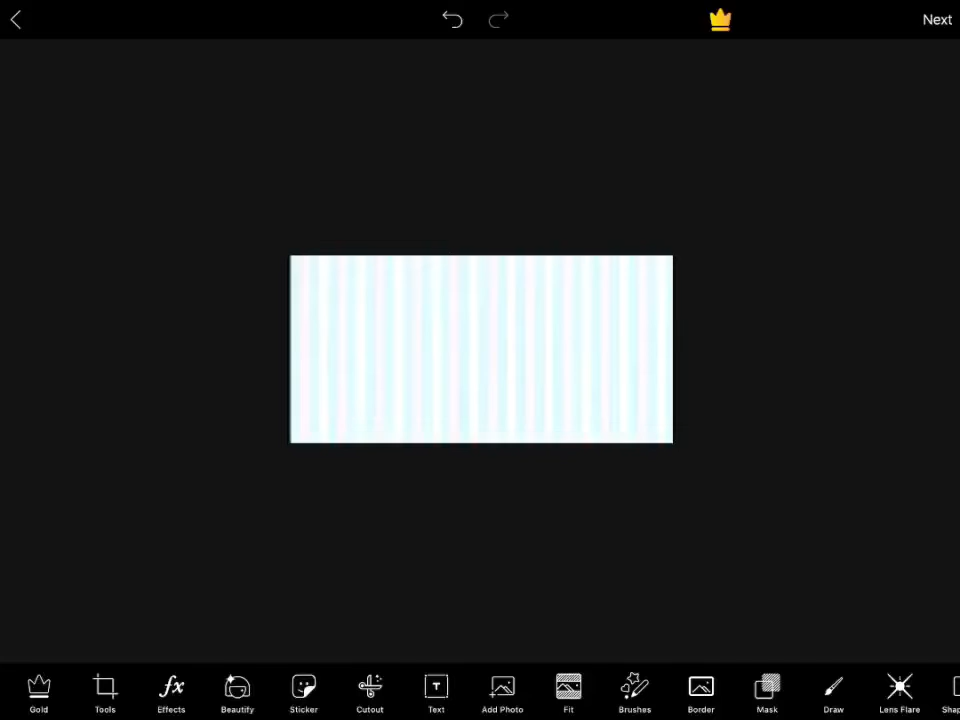 Next
Gold
Tools
Effects
Beautify
Sticker
Cutout
Text
Add Photo
Fit
Brushes
Border
Mask
Draw
Lens Flare